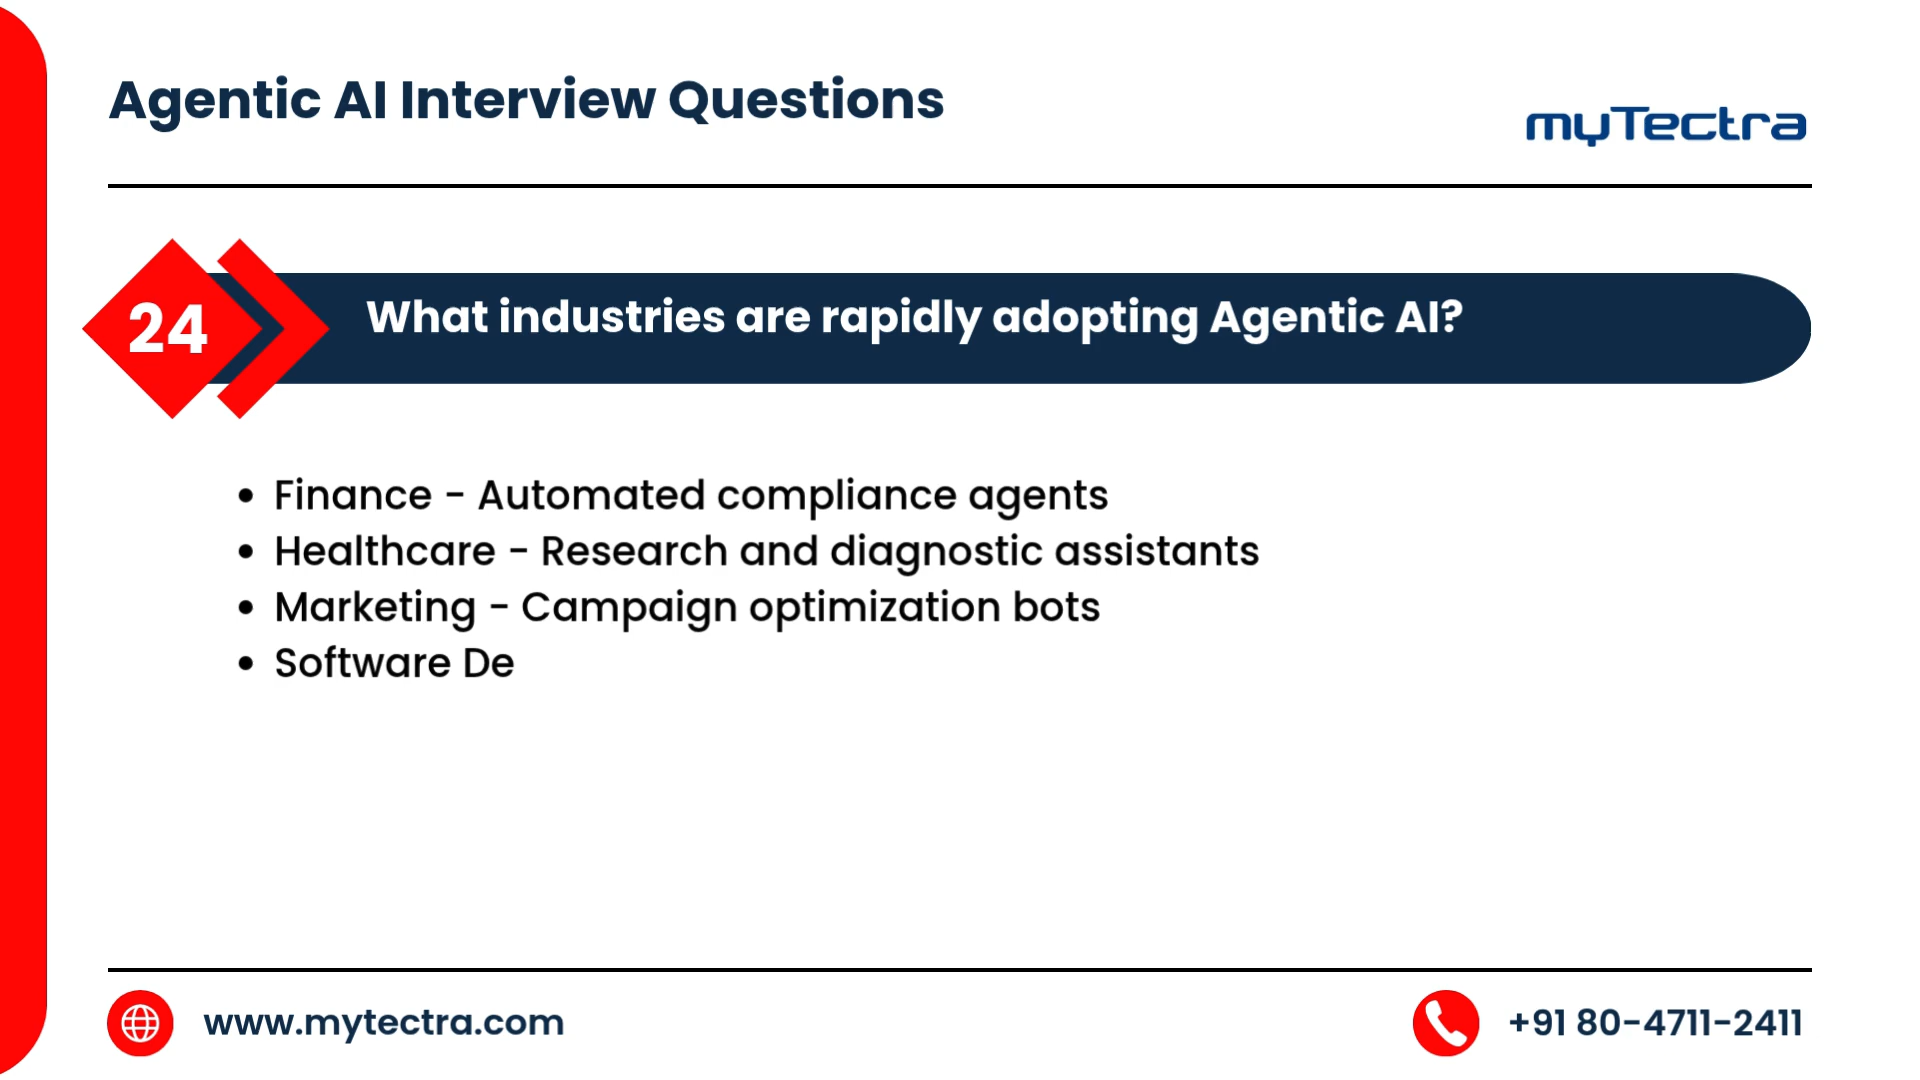 Agentic AI Interview Questions
myTectra
24
What industries are rapidly adopting Agentic AI?
• Finance - Automated compliance agents
• Healthcare - Research and diagnostic assistants
• Marketing - Campaign optimization bots
• Software De
www.mytectra.com
+91 80-4711-2411